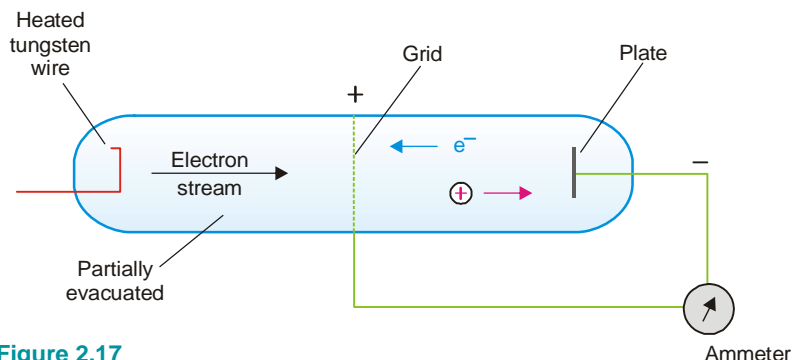 Heated
tungsten
wire
Grid
Plate
+
e–
–
Electron
stream
+
Partially
evacuated
Figure 2.17
Ammeter